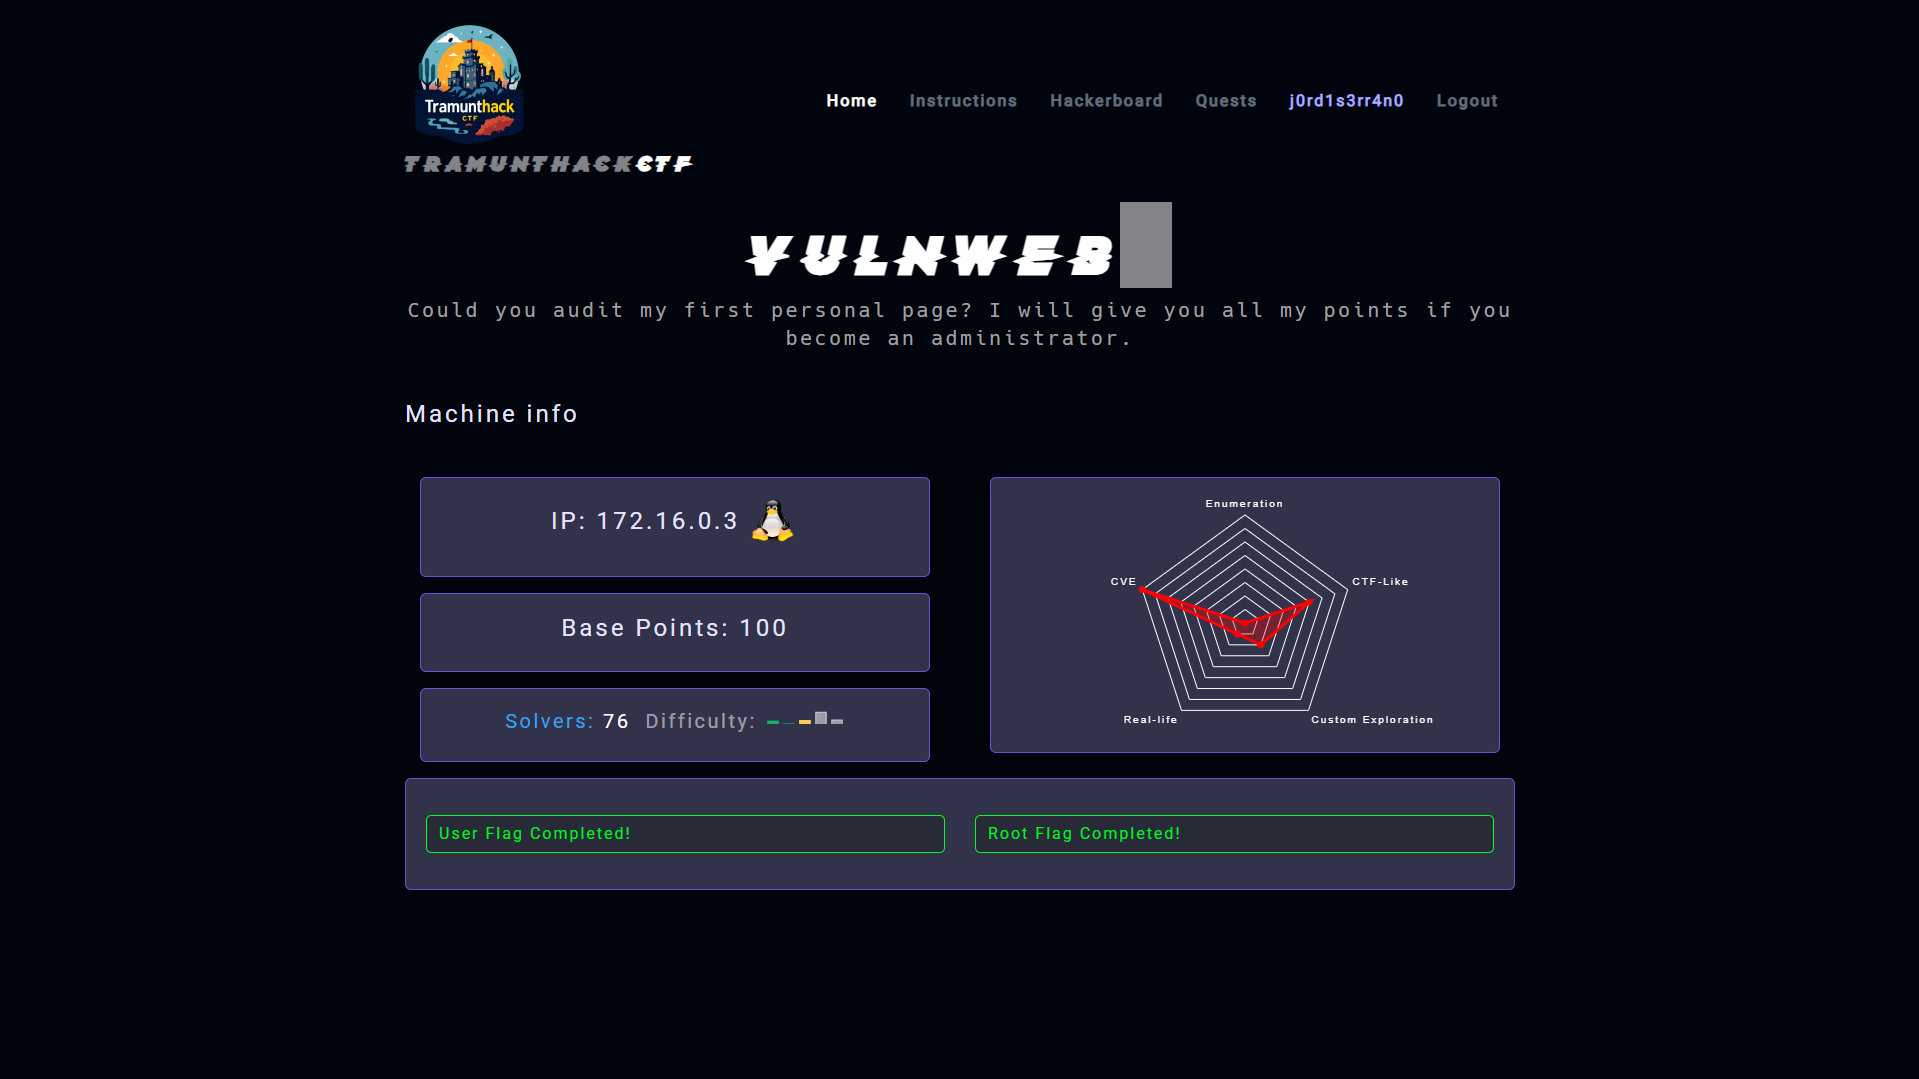 Tramunthack
CTF
Home Instructions Hackerboard Quests j0rd1s3rr4n0 Logout
TRAMUNTHACKCTF
VULNWEB
Could you audit my first personal page? I will give you all my points if you
become an administrator.
Machine info
IP: 172.16.0.3
Base Points: 100
Solvers: 76 Difficulty:
Enumeration
CVE
CTF-Like
Real-life
Custom Exploration
User Flag Completed!
Root Flag Completed!